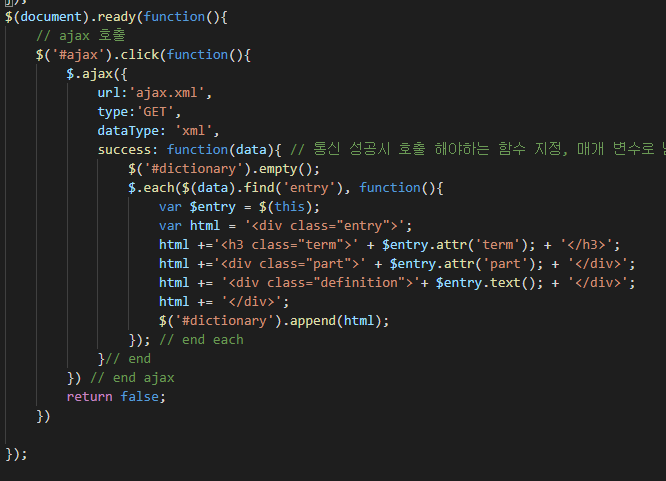 });
$(document).ready(function(){
// ajax 호출
$('#ajax').click(function(){
$.ajax({
url:'ajax.xml',
type:'GET',
dataType: 'xml',
success: function(data){ // 통신 성공시 호출 해야하는 함수 지정, 매개 변수로
$('#dictionary').empty();
$.each($(data).find('entry'), function(){
var $entry = $(this);
var html = '<div class="entry">';
html +='<h3 class="term">' + $entry.attr('term'); + '</h3>';
html +='<div class="part">' + $entry.attr('part'); + '</div>';
html += '<div class="definition">'+ $entry.text(); + '</div>';
html += '</div>';
$('#dictionary').append(html);
}); // end each
}// end
}) // end ajax
return false;
})
});